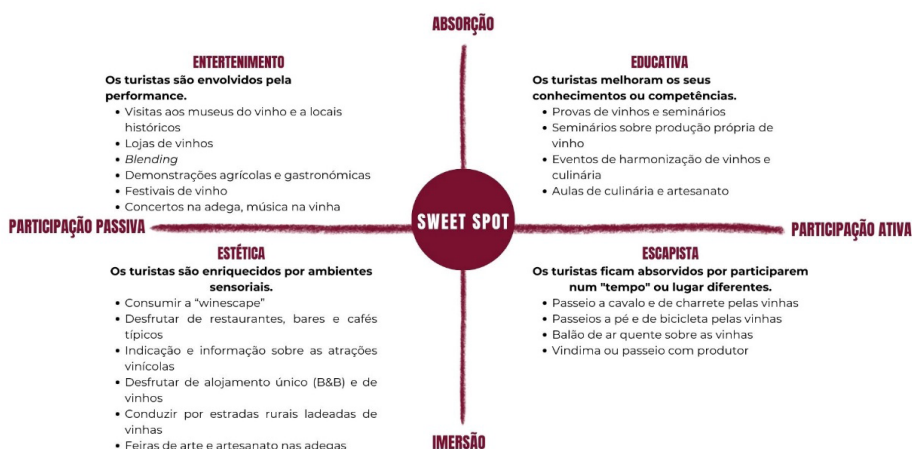 ABSORÇÃO
ENTERTENIMENTO
Os turistas são envolvidos pela
performance.
• Visitas aos museus do vinho e a locais
históricos
• Lojas de vinhos
• Blending
• Demonstrações agrícolas e gastronómicas
• Festivais de vinho
• Concertos na adega, música na vinha
EDUCATIVA
Os turistas melhoram os seus
conhecimentos ou competências.
• Provas de vinhos e seminários
• Seminários sobre produção própria de
vinho
• Eventos de harmonização de vinhos e
culinária
• Aulas de culinária e artesanato
PARTICIPAÇÃO PASSIVA
SWEET SPOT
PARTICIPAÇÃO ATIVA
ESTÉTICA
Os turistas são enriquecidos por ambientes
sensoriais.
• Consumir a “winescape”
• Desfrutar de restaurantes, bares e cafés
típicos
• Indicação e informação sobre as atrações
vinícolas
• Desfrutar de alojamento único (B&B) e de
vinhos
• Conduzir por estradas rurais ladeadas de
vinhas
• Feiras de arte e artesanato nas adegas
ESCAPISTA
Os turistas ficam absorvidos por participarem
num "tempo" ou lugar diferentes.
• Passeio a cavalo e de charrete pelas vinhas
• Passeios a pé e de bicicleta pelas vinhas
• Balão de ar quente sobre as vinhas
• Vindima ou passeio com produtor
IMERSÃO